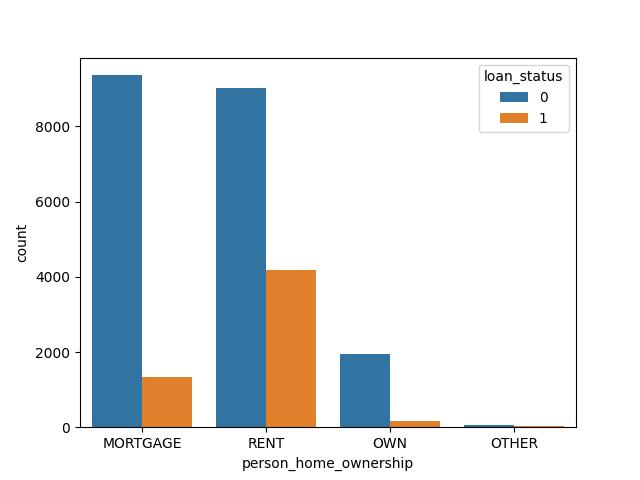 loan_status
0
1
8000
6000
4000
2000
0
count
MORTGAGE RENT OWN OTHER
person_home_ownership